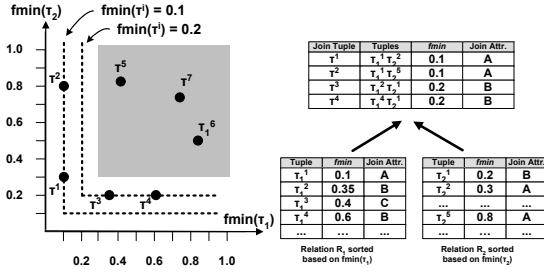 fmin(τ₂)
fmin(τⁱ) = 0.1
fmin(τⁱ) = 0.2
1.0
0.8
0.6
0.4
0.2
τ²
τ⁵
τ⁷
τ₁⁶
τ¹
τ³
τ⁴
0.2 0.4 0.6 0.8 1.0
fmin(τ₁)
Join Tuple Tuples fmin Join Attr.
τ¹ τ₁¹ τ₂² 0.1 A
τ² τ₁¹ τ₂⁵ 0.1 A
τ³ τ₁² τ₂¹ 0.2 B
τ⁴ τ₁⁴ τ₂¹ 0.2 B
Tuple fmin Join Attr.
τ₁¹ 0.1 A
τ₁² 0.35 B
τ₁³ 0.4 C
τ₁⁴ 0.6 B
... ... ...
Relation R₁ sorted
based on fmin(τ₁)
Tuple fmin Join Attr.
τ₂¹ 0.2 B
τ₂² 0.3 A
... ... ...
τ₂⁵ 0.8 A
... ... ...
Relation R₂ sorted
based on fmin(τ₂)